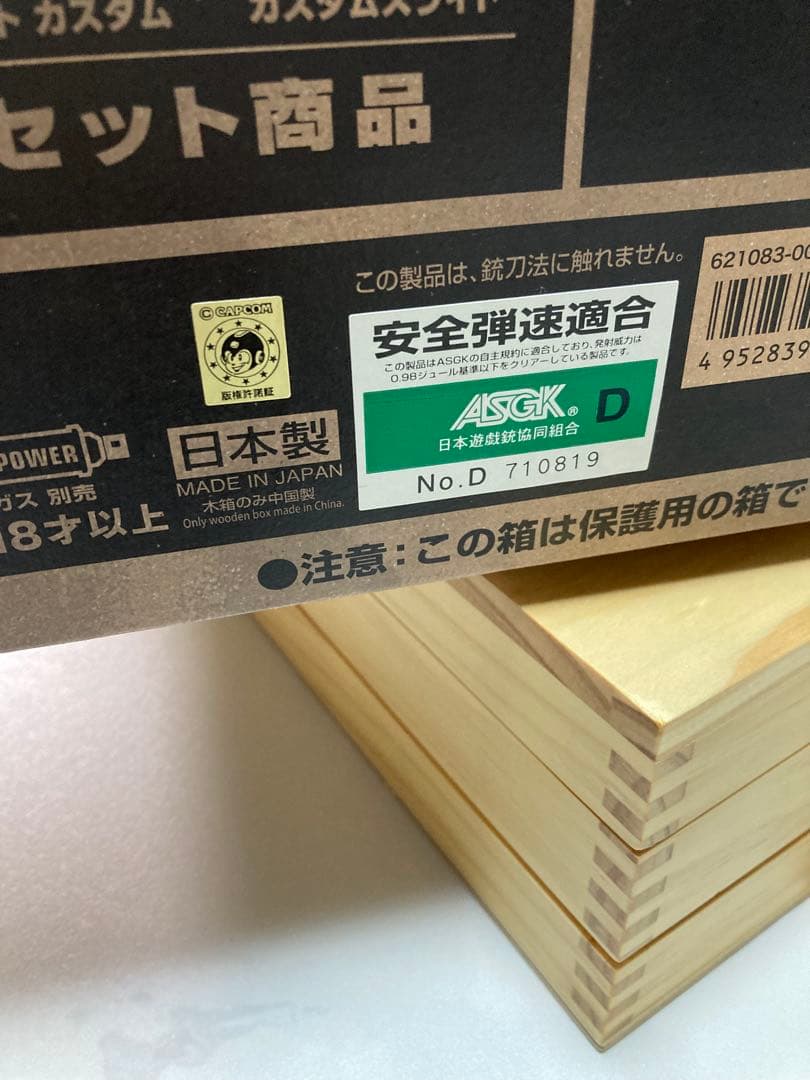 ト カスタム
カスタムスライド
セット商品
この製品は、銃刀法に触れません。
621083-00
4 952839
© CAPCOM
版権許諾証
安全弾速適合
この製品はASGKの自主規約に適合しており、発射威力は
0.98ジュール基準以下をクリアーしている製品です。
ASGK® D
日本遊戯銃協同組合
No.D 710819
POWER
ガス 別売
18才以上
日本製
MADE IN JAPAN
木箱のみ中国製
Only wooden box made in China.
●注意：この箱は保護用の箱で